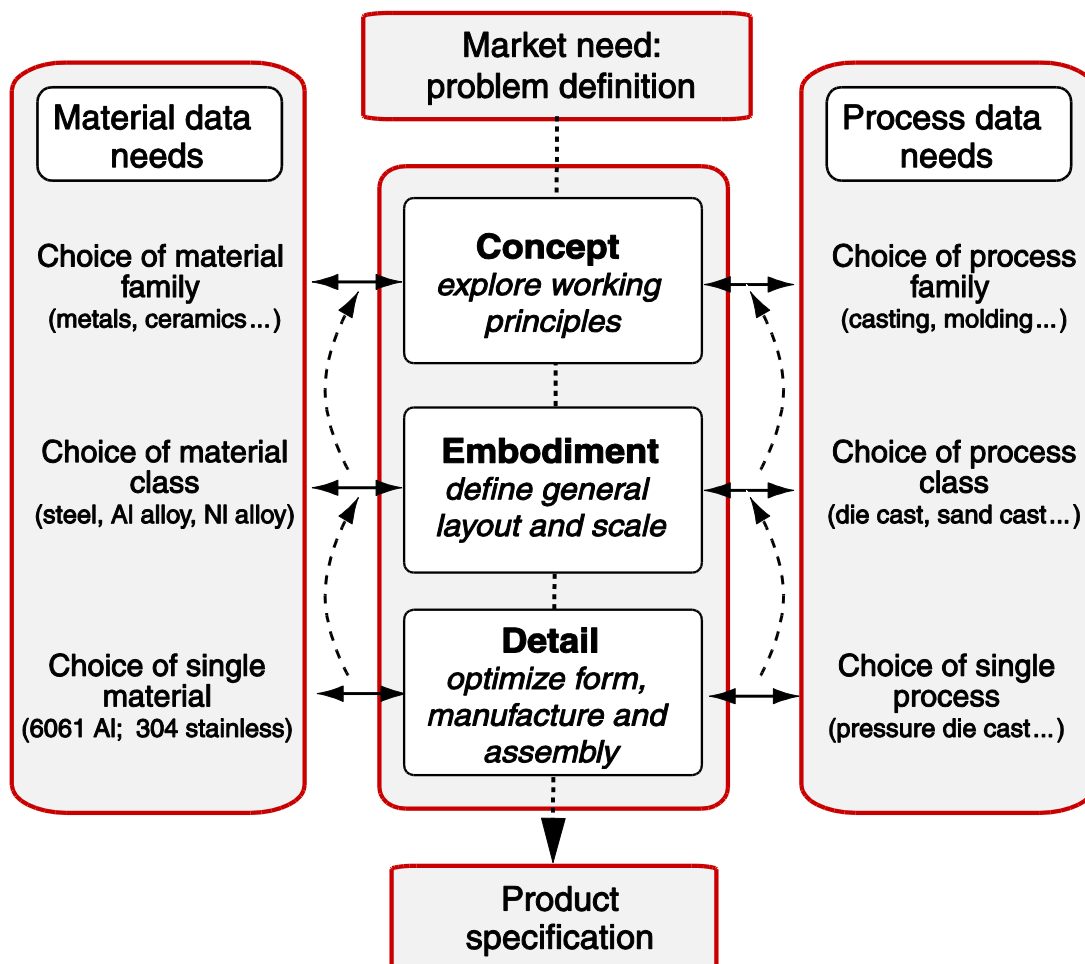 Market need:
problem definition
Material data
needs
Choice of material
family
(metals, ceramics...)
Choice of material
class
(steel, Al alloy, NI alloy)
Choice of single
material
(6061 Al; 304 stainless)
Concept
explore working
principles
Embodiment
define general
layout and scale
Detail
optimize form,
manufacture and
assembly
Process data
needs
Choice of process
family
(casting, molding...)
Choice of process
class
(die cast, sand cast...)
Choice of single
process
(pressure die cast...)
Product
specification